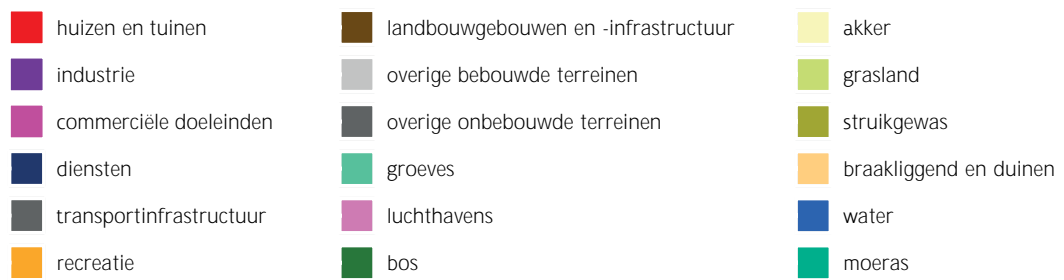 huizen en tuinen
industrie
commerciële doeleinden
diensten
transportinfrastructuur
recreatie
landbouwgebouwen en -infrastructuur
overige bebouwde terreinen
overige onbebouwde terreinen
groeves
luchthavens
bos
akker
grasland
struikgewas
braakliggend en duinen
water
moeras